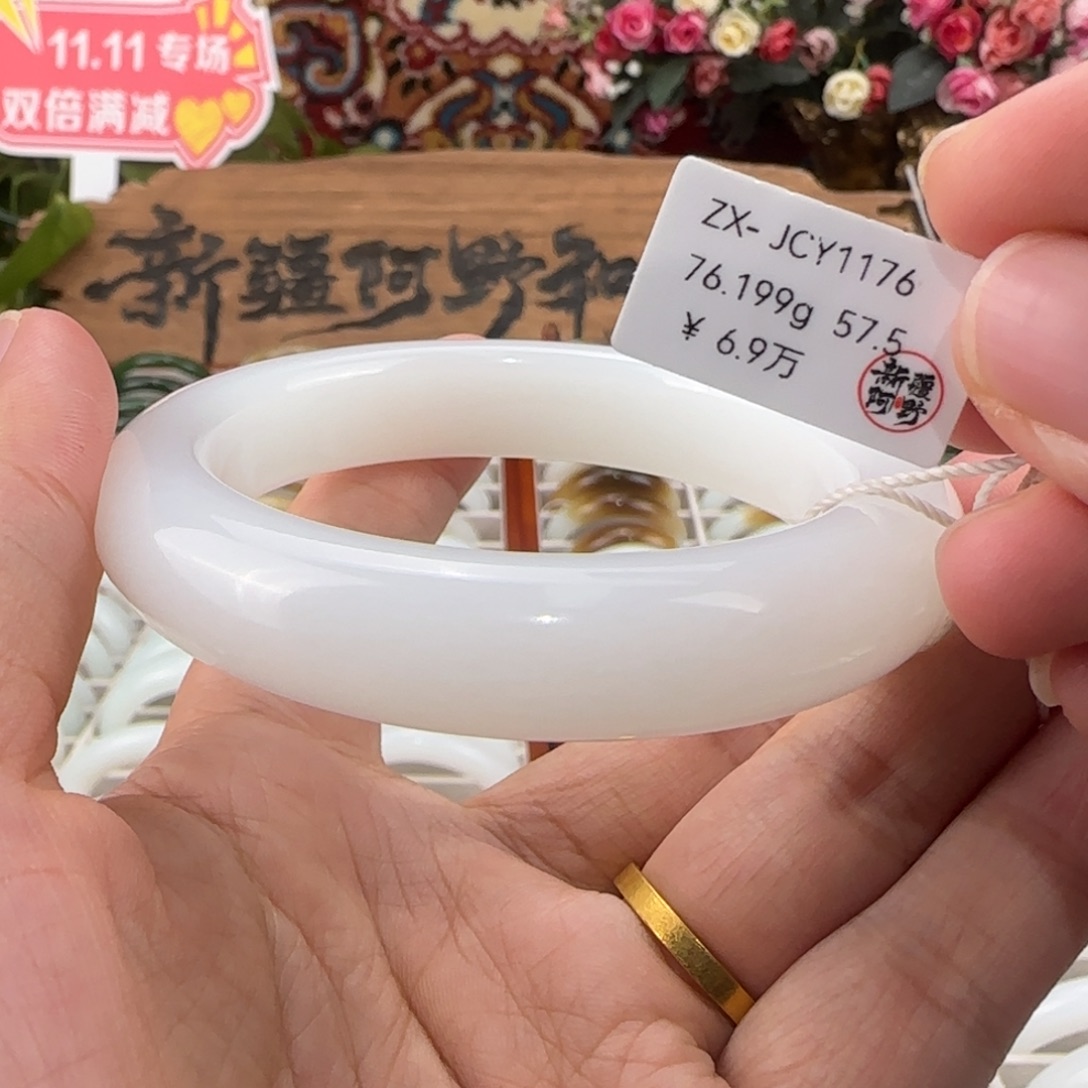 11.11 专场
双倍满减
新疆阿野和
ZX- JCY1176
76.199g 57.5
¥ 6.9万
新疆
阿野